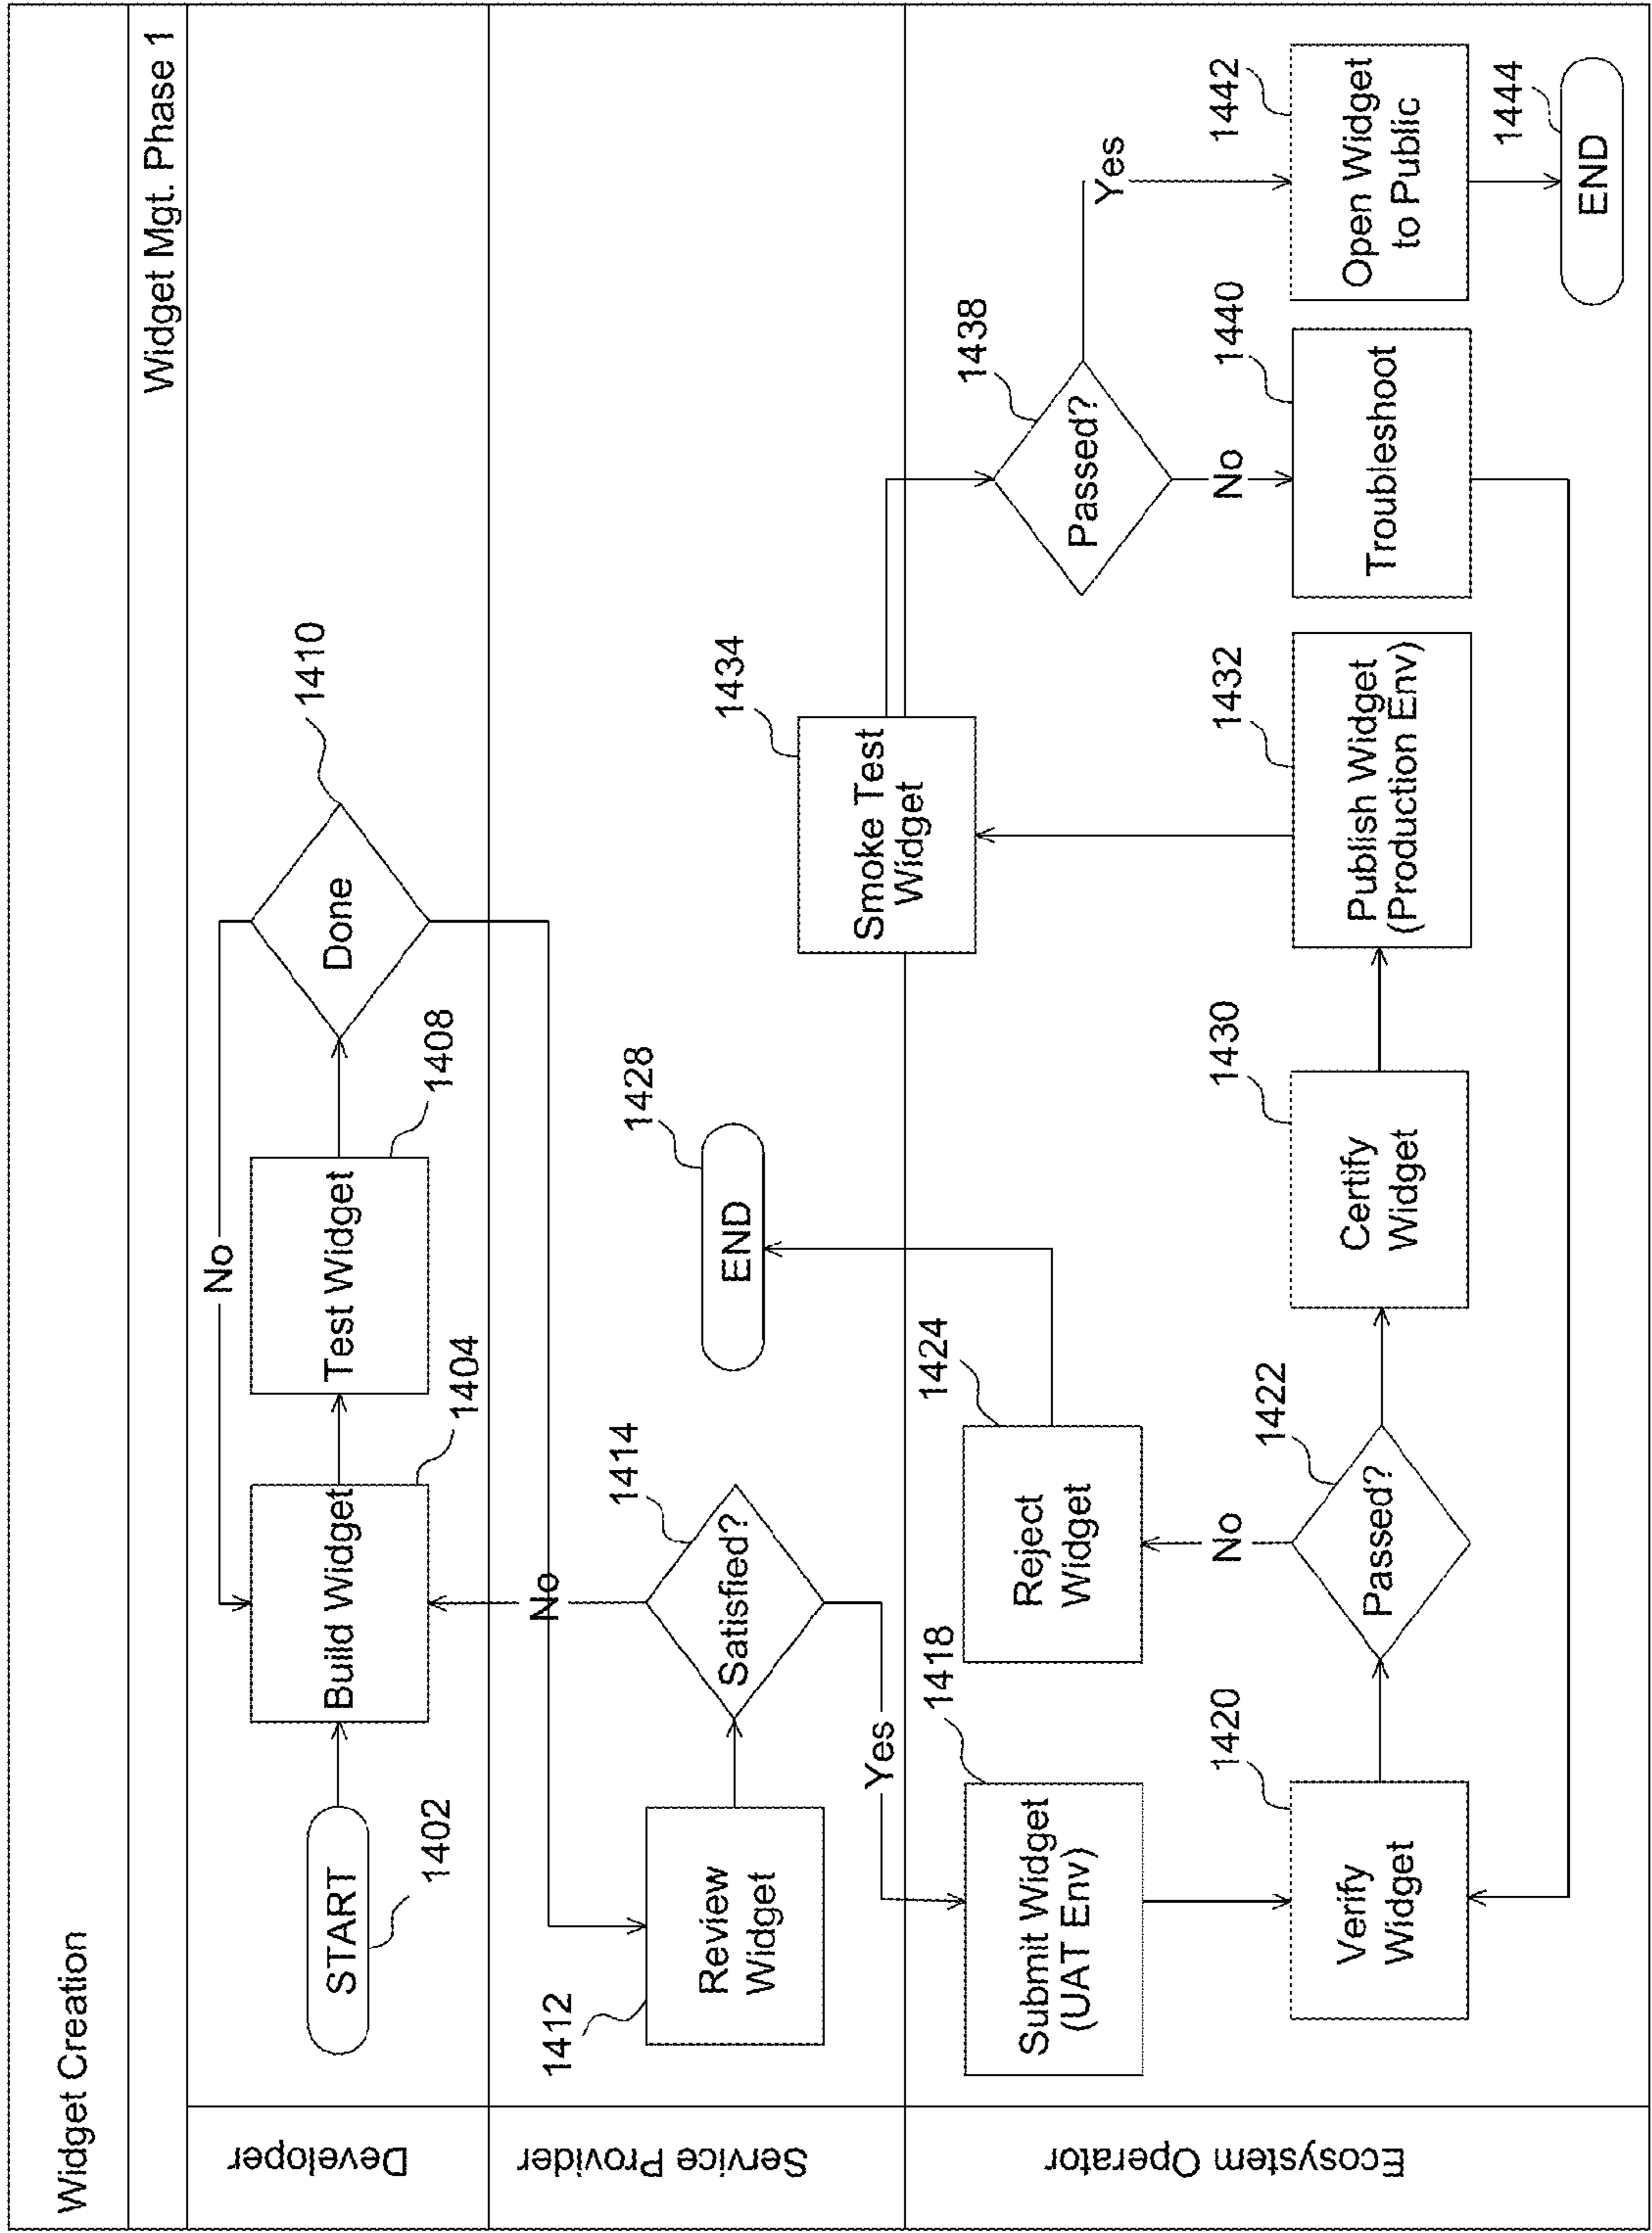 Widget Creation
Widget Mgt. Phase 1
Developer
START
1402
Build Widget
1404
Test Widget
1408
Done
1410
No
Service Provider
1412
Review
Widget
Satisfied?
1414
No
Yes
END
1428
Smoke Test
Widget
1434
Ecosystem Operator
Submit Widget
(UAT Env)
1418
Reject
Widget
1424
Verify
Widget
1420
Passed?
1422
No
Certify
Widget
1430
Publish Widget
(Production Env)
1432
Passed?
1438
No
Yes
Troubleshoot
1440
Open Widget
to Public
1442
END
1444